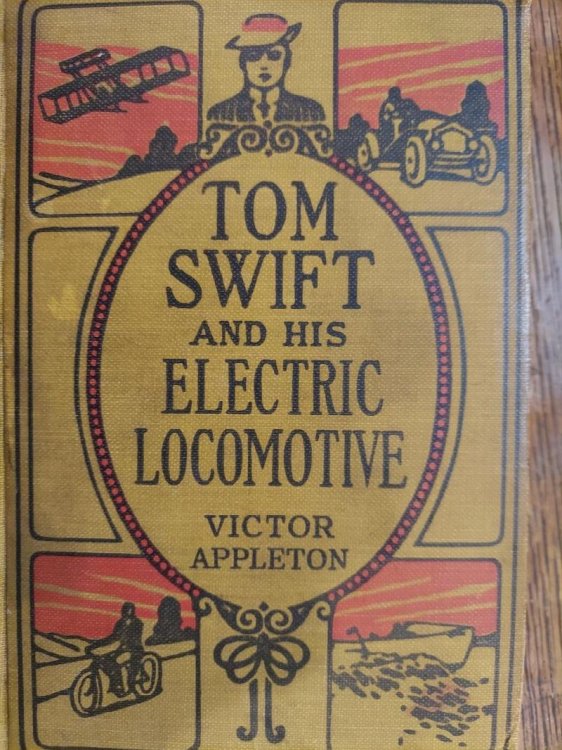 TOM
SWIFT
AND HIS
ELECTRIC
LOCOMOTIVE
VICTOR
APPLETON